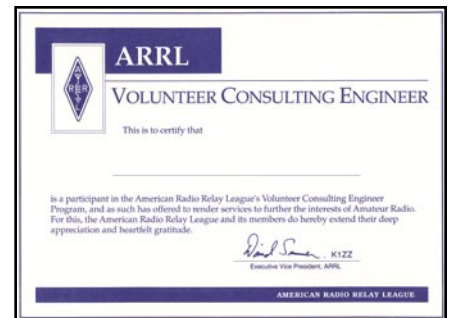 ARRL
VOLUNTEER CONSULTING ENGINEER
This is to certify that
is a participant in the American Radio Relay League's Volunteer Consulting Engineer
Program, and as such has offered to render services to further the interests of Amateur Radio.
For this, the American Radio Relay League and its members do hereby extend their deep
appreciation and heartfelt gratitude.
K1ZZ
Executive Vice President, ARRL
AMERICAN RADIO RELAY LEAGUE